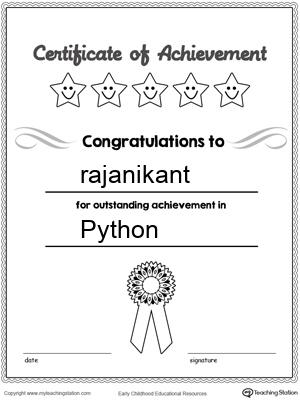 Certificate of Achievement
Congratulations to
rajanikant
for outstanding achievement in
Python
date
signature
Copyright www.myteachingstation.com
Early Childhood Educational Resources
myTeachingStation